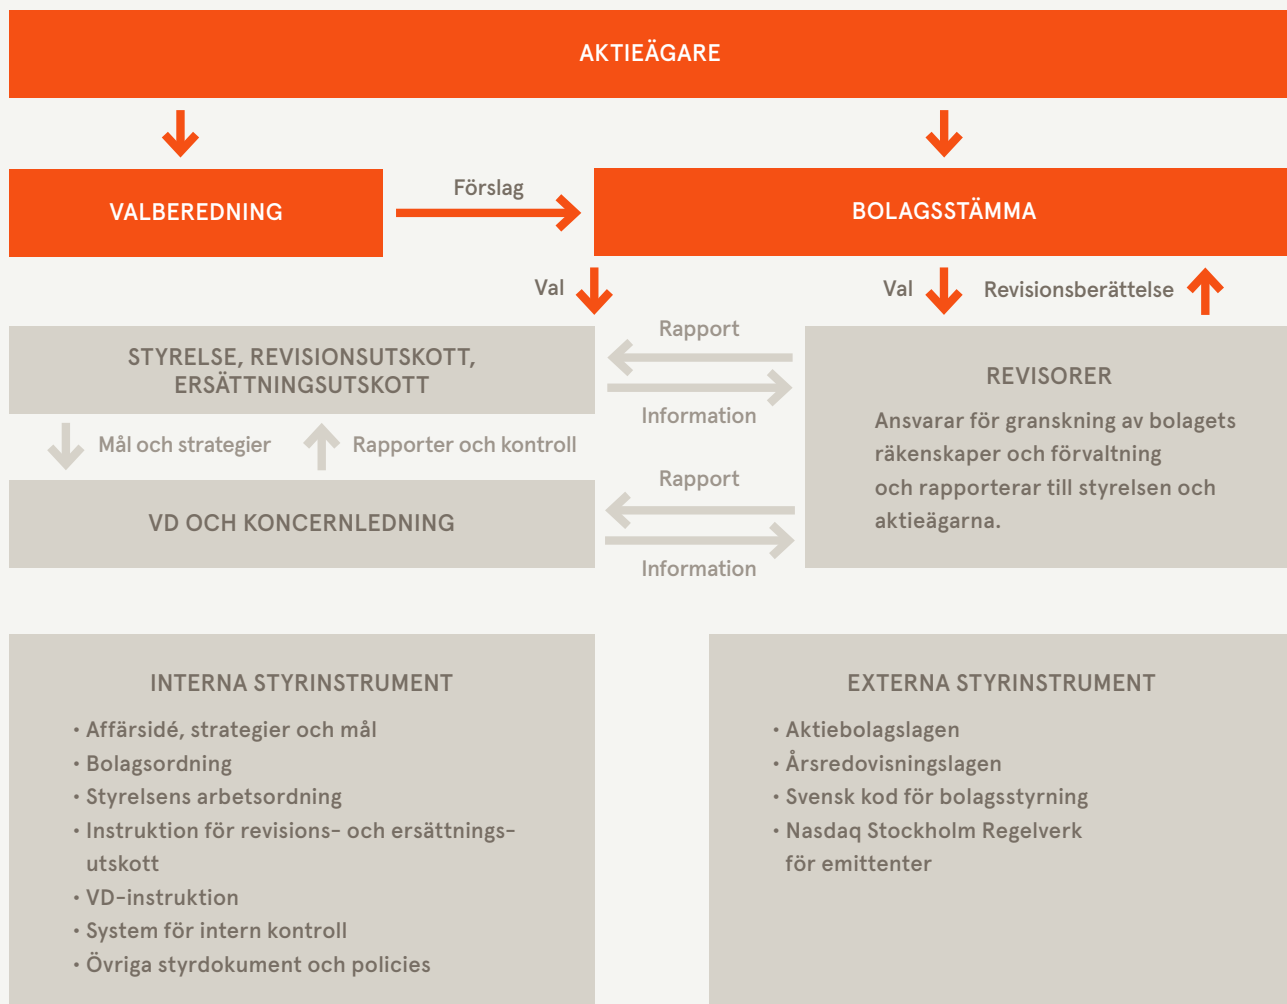 AKTIEÄGARE
VALBEREDNING
Förslag
BOLAGSSTÄMMA
Val
Val
Revisionsberättelse
STYRELSE, REVISIONSUTSKOTT,
ERSÄTTNINGSUTSKOTT
Rapport
Information
REVISORER
Ansvarar för granskning av bolagets
räkenskaper och förvaltning
och rapporterar till styrelsen och
aktieägarna.
Mål och strategier
Rapporter och kontroll
VD OCH KONCERNLEDNING
Rapport
Information
INTERNA STYRINSTRUMENT
• Affärsidé, strategier och mål
• Bolagsordning
• Styrelsens arbetsordning
• Instruktion för revisions- och ersättnings-
utskott
• VD-instruktion
• System för intern kontroll
• Övriga styrdokument och policies
EXTERNA STYRINSTRUMENT
• Aktiebolagslagen
• Årsredovisningslagen
• Svensk kod för bolagsstyrning
• Nasdaq Stockholm Regelverk
för emittenter